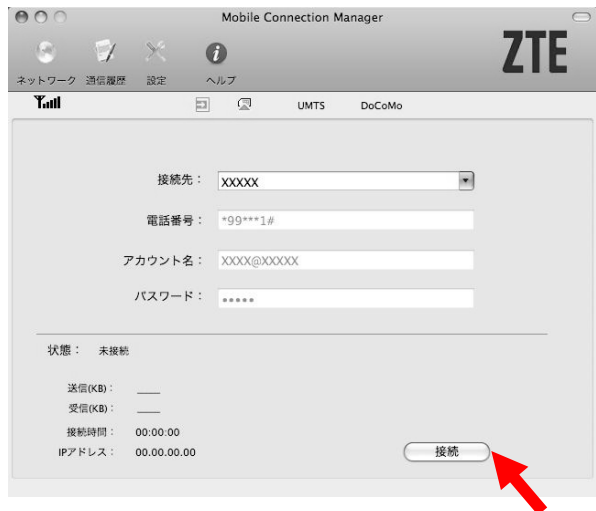 Mobile Connection Manager
ZTE
ネットワーク 通信履歴 設定 ヘルプ
UMTS DoCoMo
接続先： XXXXX
電話番号： *99***1#
アカウント名： XXXX@XXXXX
パスワード： •••••
状態： 未接続
送信(KB)：
受信(KB)：
接続時間： 00:00:00
IPアドレス： 00.00.00.00
接続